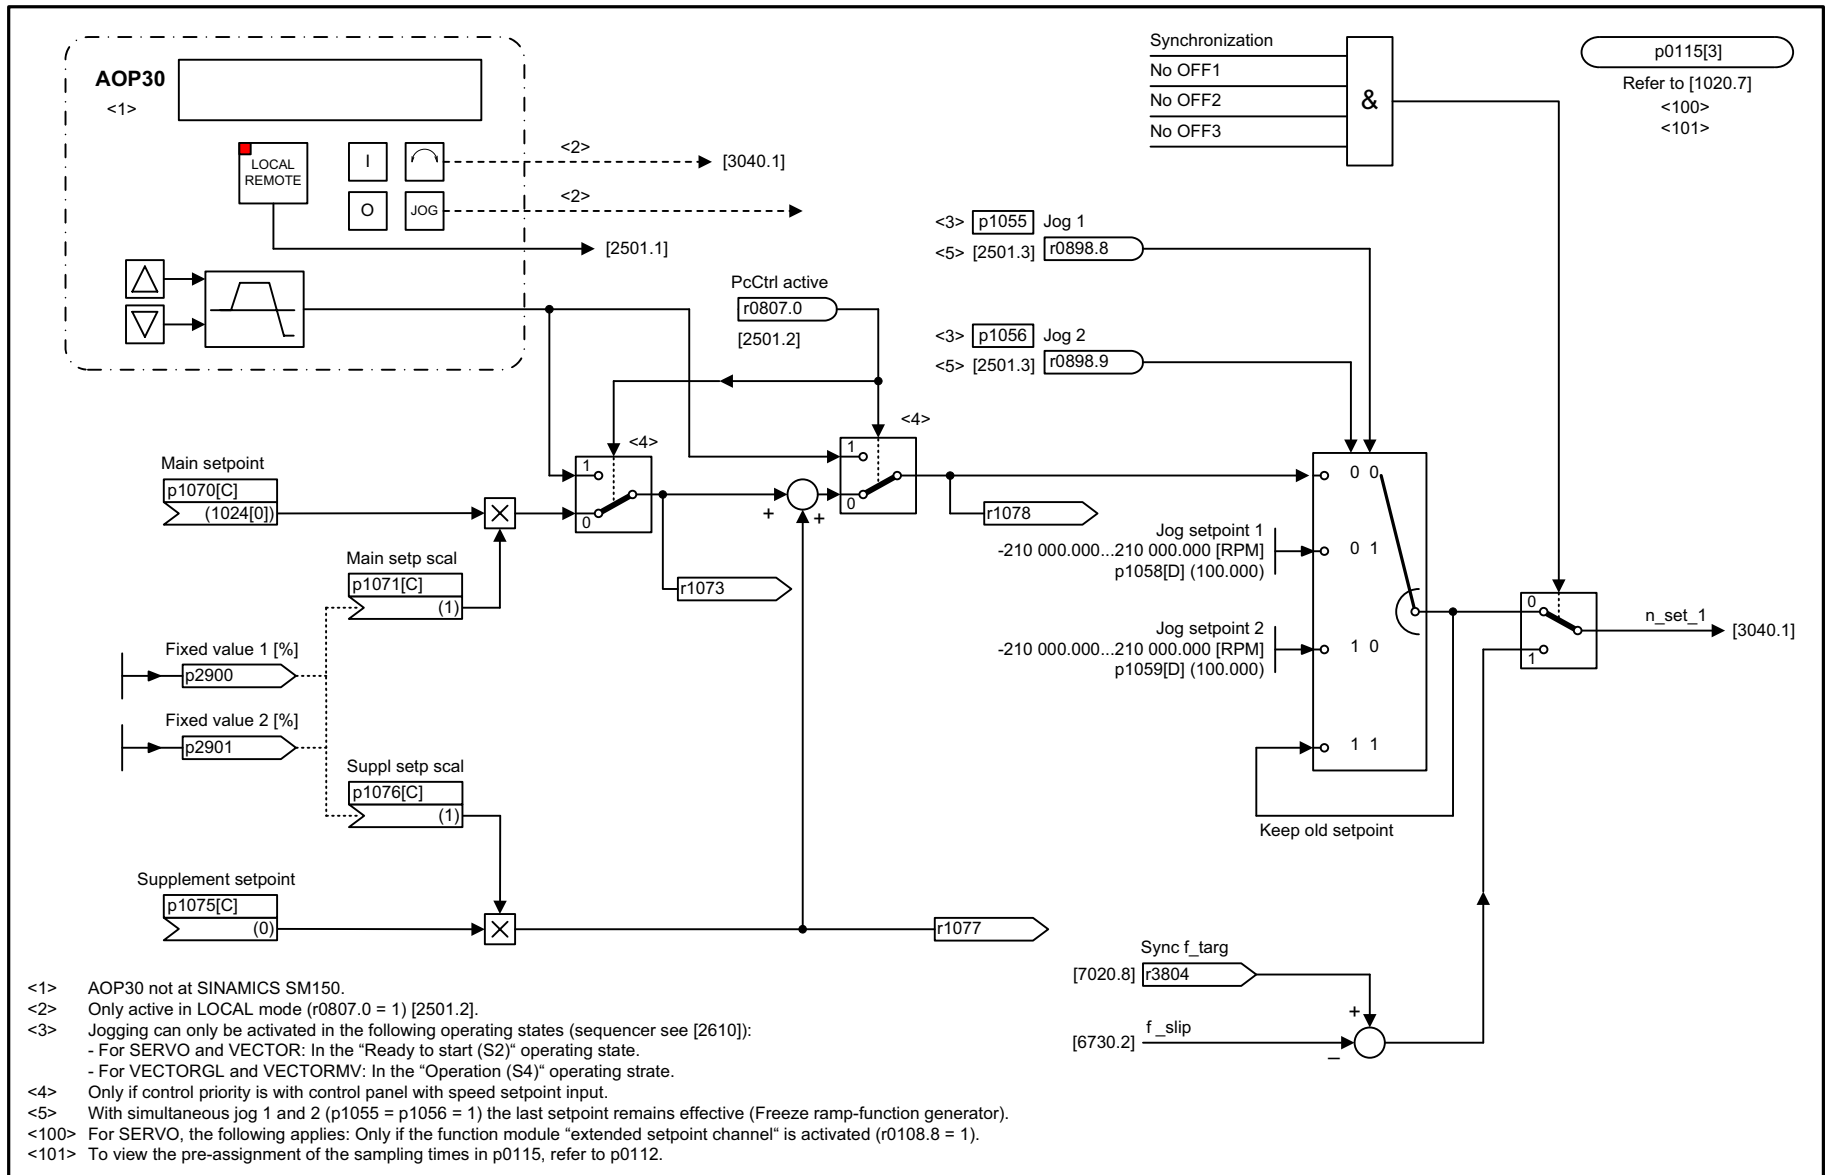 AOP30
<1>
LOCAL
REMOTE
I
O
JOG
<2>
[3040.1]
<2>
[2501.1]
Synchronization
No OFF1
No OFF2
No OFF3
&
p0115[3]
Refer to [1020.7]
<100>
<101>
<3> p1055 Jog 1
<5> [2501.3] r0898.8
PcCtrl active
r0807.0
[2501.2]
<3> p1056 Jog 2
<5> [2501.3] r0898.9
<4>
<4>
1
0
1
0
+
+
Main setpoint
p1070[C]
(1024[0])
Main setp scal
p1071[C]
(1)
r1073
r1078
Fixed value 1 [%]
p2900
Fixed value 2 [%]
p2901
Suppl setp scal
p1076[C]
(1)
Supplement setpoint
p1075[C]
(0)
r1077
0 0
Jog setpoint 1
-210 000.000...210 000.000 [RPM]
p1058[D] (100.000)
0 1
Jog setpoint 2
-210 000.000...210 000.000 [RPM]
p1059[D] (100.000)
1 0
1 1
Keep old setpoint
0
1
n_set_1
[3040.1]
Sync f_targ
[7020.8] r3804
+
[6730.2] f _slip
–
<1> AOP30 not at SINAMICS SM150.
<2> Only active in LOCAL mode (r0807.0 = 1) [2501.2].
<3> Jogging can only be activated in the following operating states (sequencer see [2610]):
- For SERVO and VECTOR: In the “Ready to start (S2)“ operating state.
- For VECTORGL and VECTORMV: In the “Operation (S4)“ operating strate.
<4> Only if control priority is with control panel with speed setpoint input.
<5> With simultaneous jog 1 and 2 (p1055 = p1056 = 1) the last setpoint remains effective (Freeze ramp-function generator).
<100> For SERVO, the following applies: Only if the function module “extended setpoint channel“ is activated (r0108.8 = 1).
<101> To view the pre-assignment of the sampling times in p0115, refer to p0112.